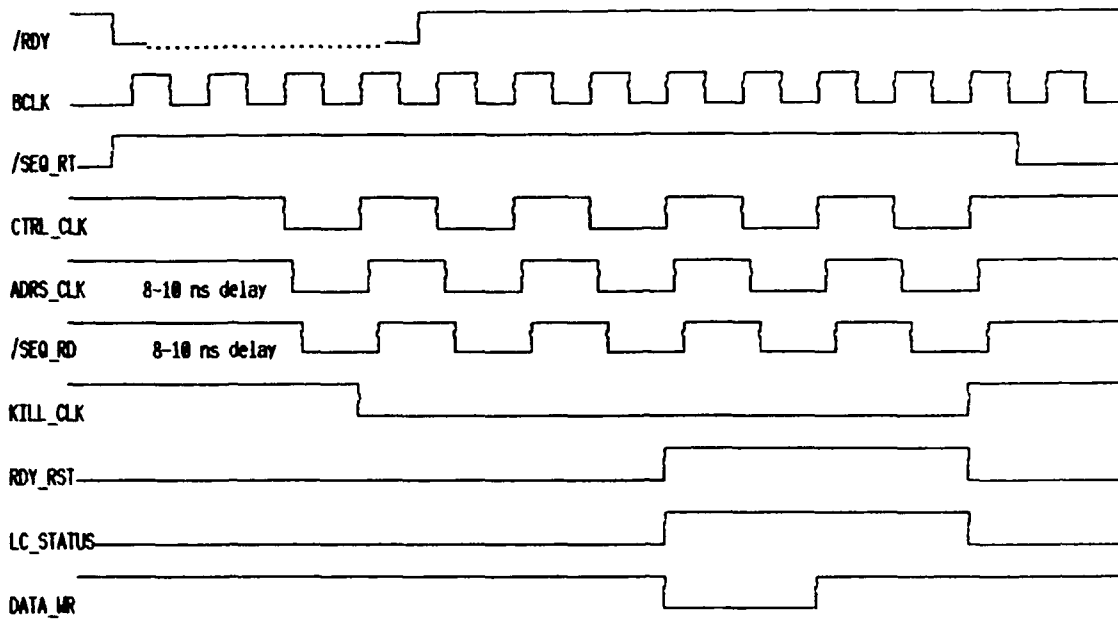 /RDY
BCLK
/SEQ_RT
CTRL_CLK
ADRS_CLK 8-10 ns delay
/SEQ_RD 8-10 ns delay
KILL_CLK
RDY_RST
LC_STATUS
DATA_WR